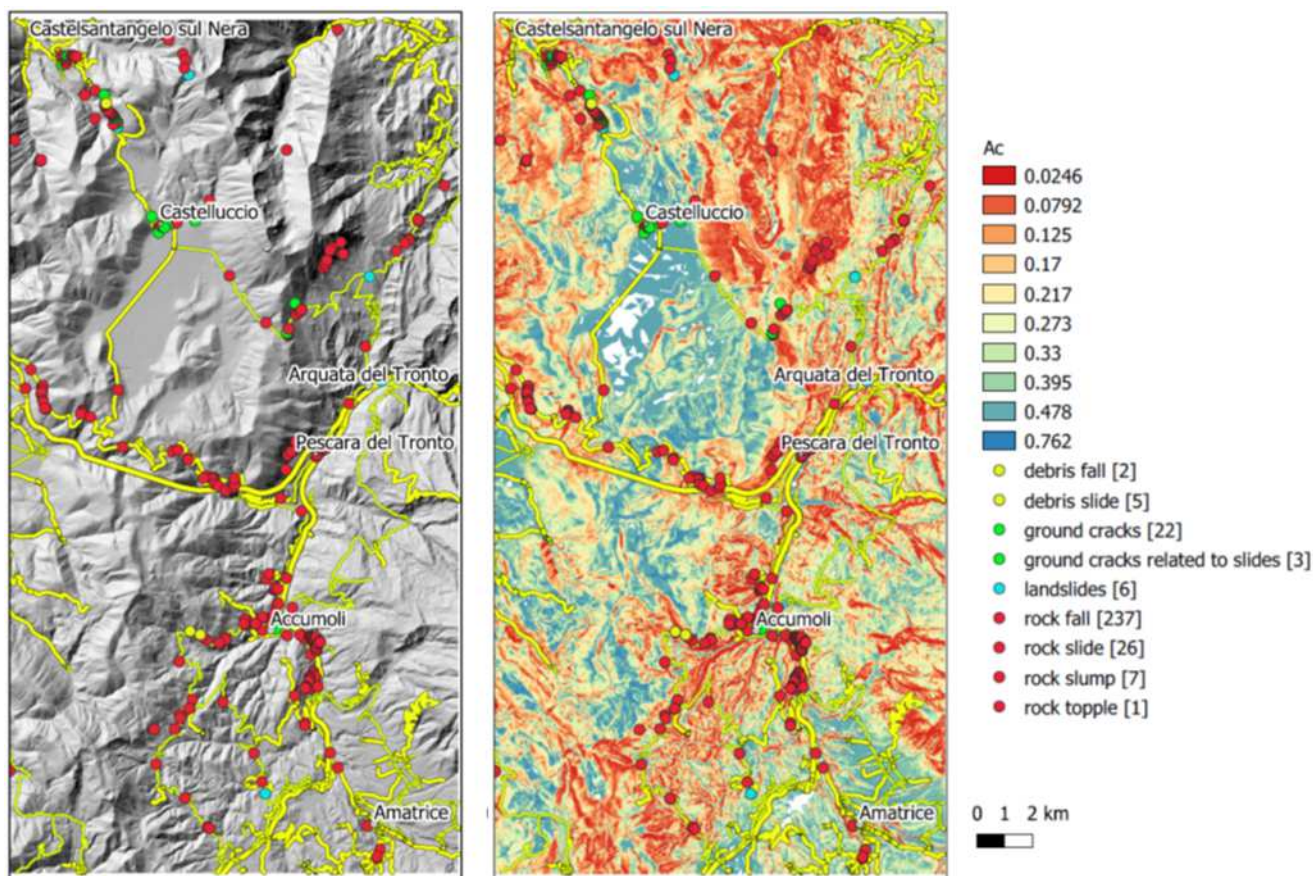 Castelsantangelo sul Nera
Castelluccio
Arquata del Tronto
Pescara del Tronto
Accumoli
Amatrice
Castelsantangelo sul Nera
Castelluccio
Arquata del Tronto
Pescara del Tronto
Accumoli
Amatrice
Ac
0.0246
0.0792
0.125
0.17
0.217
0.273
0.33
0.395
0.478
0.762
debris fall [2]
debris slide [5]
ground cracks [22]
ground cracks related to slides [3]
landslides [6]
rock fall [237]
rock slide [26]
rock slump [7]
rock topple [1]
0 1 2 km